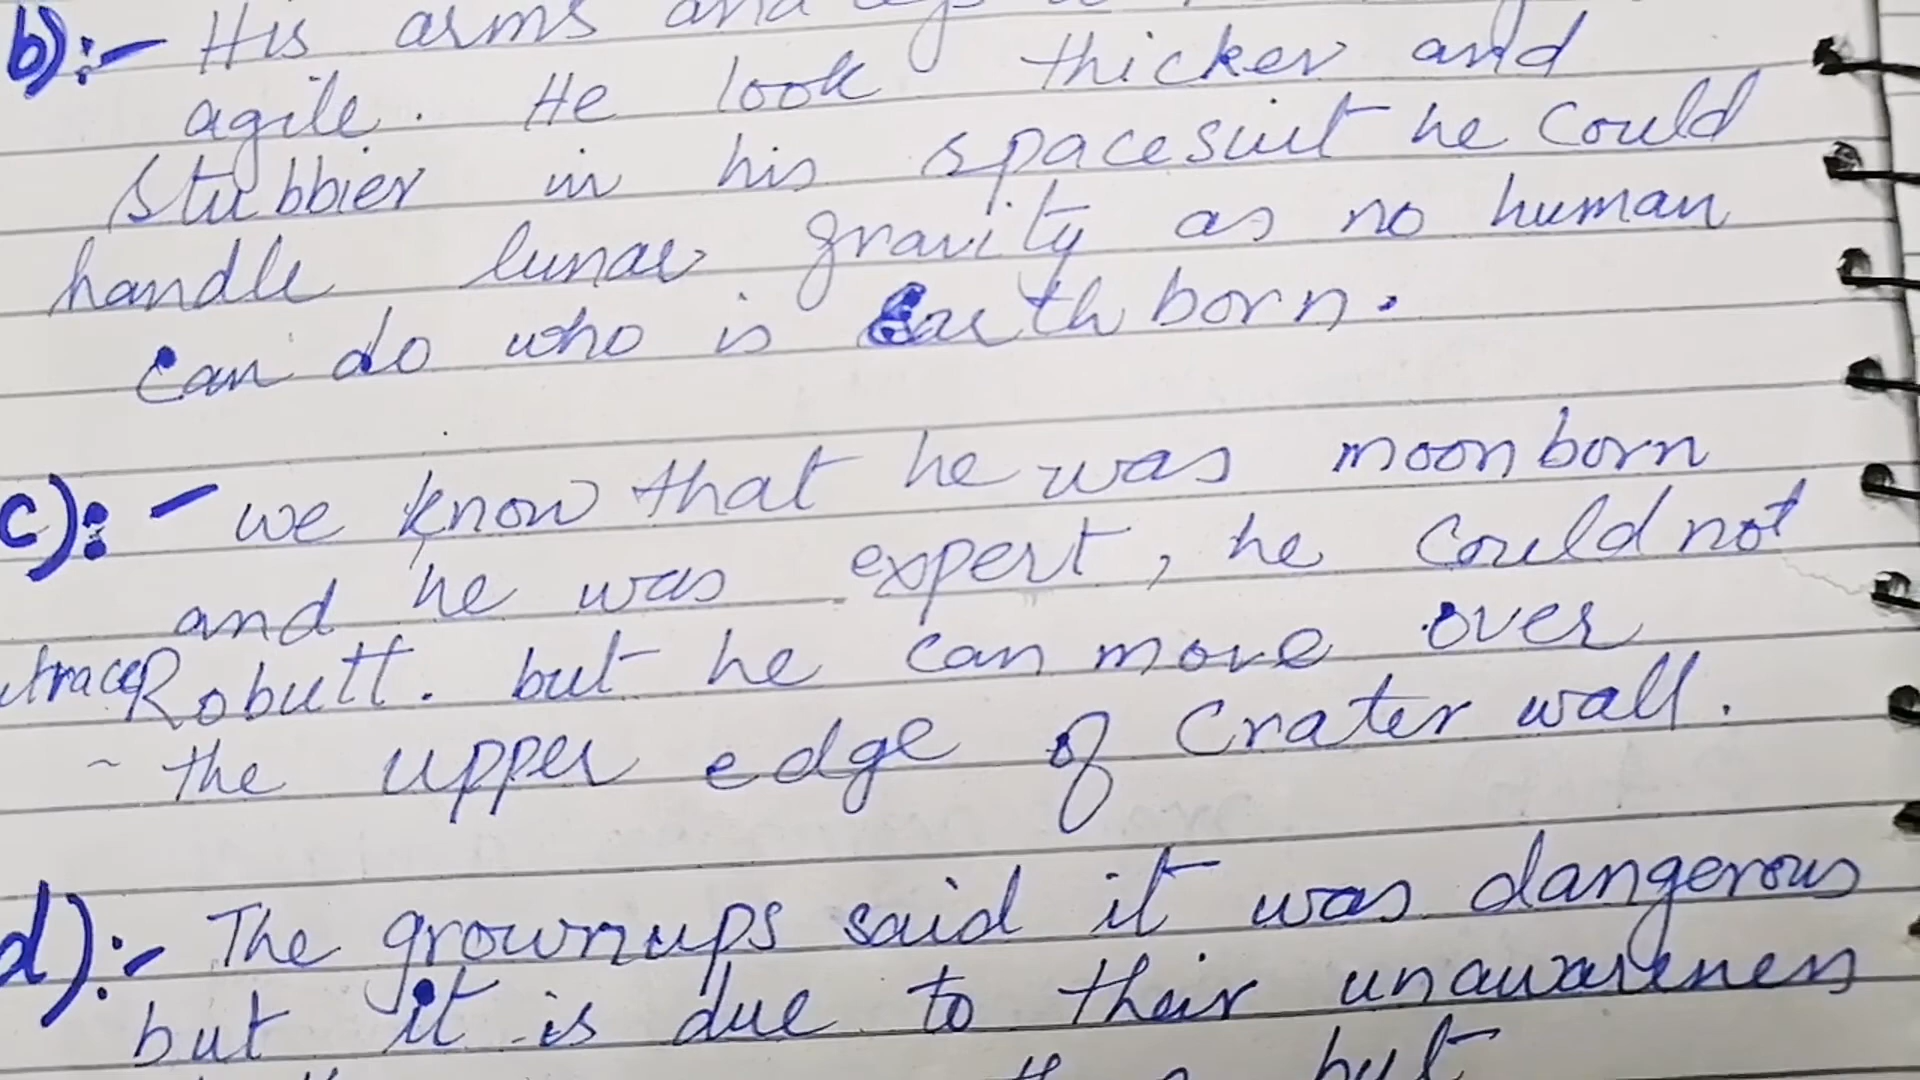 b):- His arms and
agile. He look thicker and
stubbier in his spacesuit he could
handle lunar gravity as no human
can do who is Earth born.
c):- we know that he was moonborn
and he was expert, he could not
trace Robutt. but he can move over
- the upper edge of Crater wall.
d):- The grownups said it was dangerous
but it is due to their unawareness
but